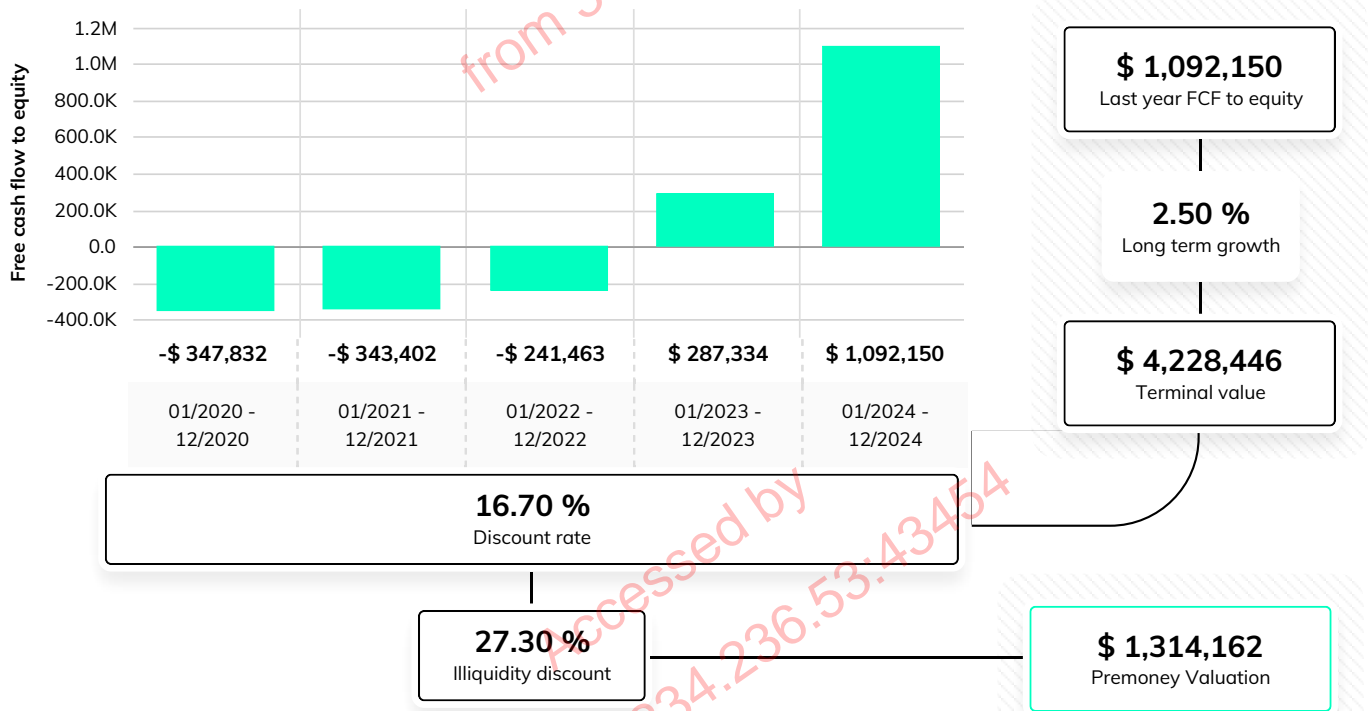 Free cash flow to equity
1.2M
1.0M
800.0K
600.0K
400.0K
200.0K
0.0
-200.0K
-400.0K
-$ 347,832
-$ 343,402
-$ 241,463
$ 287,334
$ 1,092,150
01/2020 -
12/2020
01/2021 -
12/2021
01/2022 -
12/2022
01/2023 -
12/2023
01/2024 -
12/2024
16.70 %
Discount rate
27.30 %
Illiquidity discount
$ 1,092,150
Last year FCF to equity
2.50 %
Long term growth
$ 4,228,446
Terminal value
$ 1,314,162
Premoney Valuation
Accessed by
34.236.53:43454
from